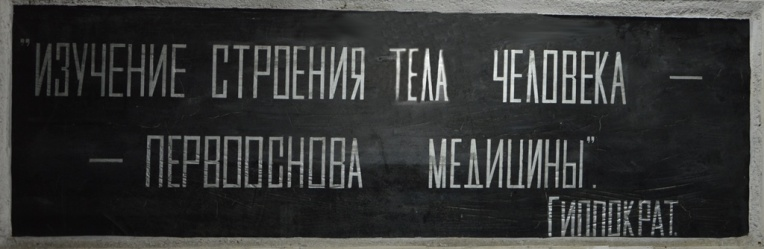 "ИЗУЧЕНИЕ СТРОЕНИЯ ТЕЛА ЧЕЛОВЕКА —
— ПЕРВООСНОВА МЕДИЦИНЫ".
ГИППОКРАТ.